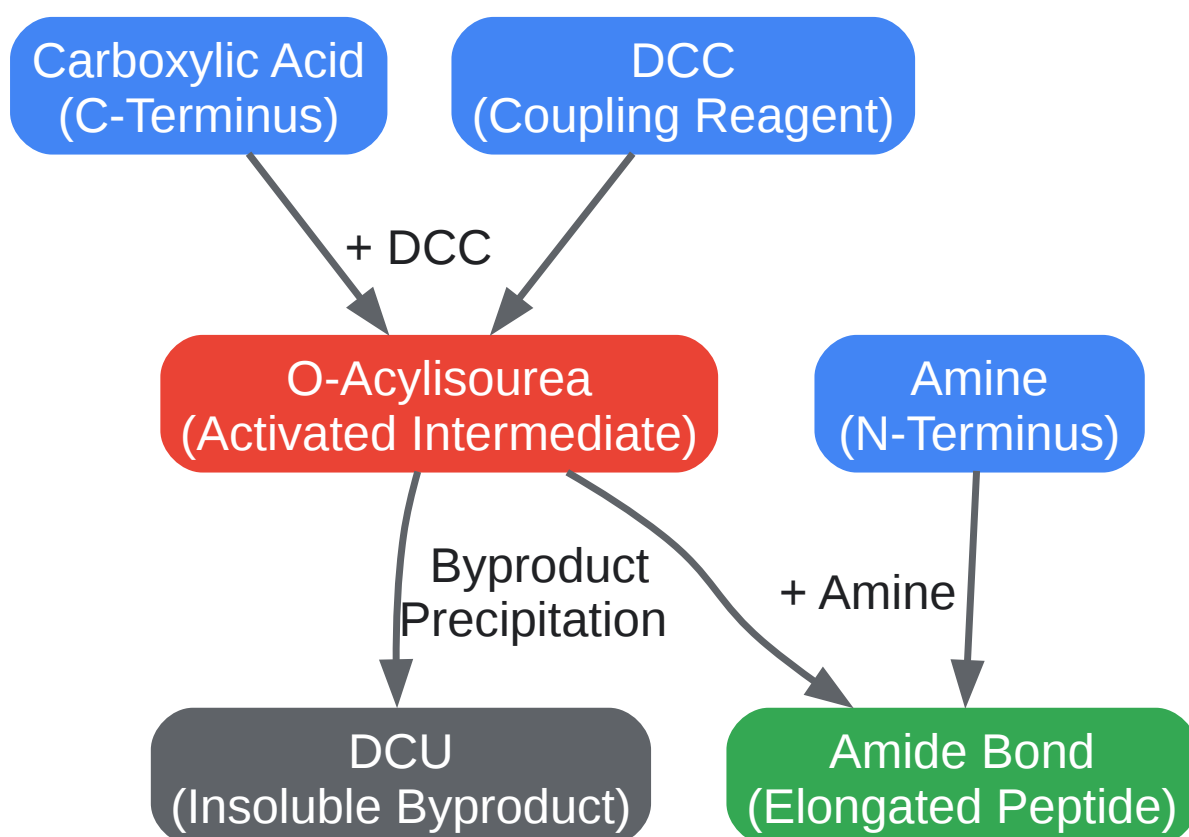 Carboxylic Acid
(C-Terminus)
DCC
(Coupling Reagent)
+ DCC
O-Acylisourea
(Activated Intermediate)
Amine
(N-Terminus)
Byproduct
Precipitation
+ Amine
DCU
(Insoluble Byproduct)
Amide Bond
(Elongated Peptide)